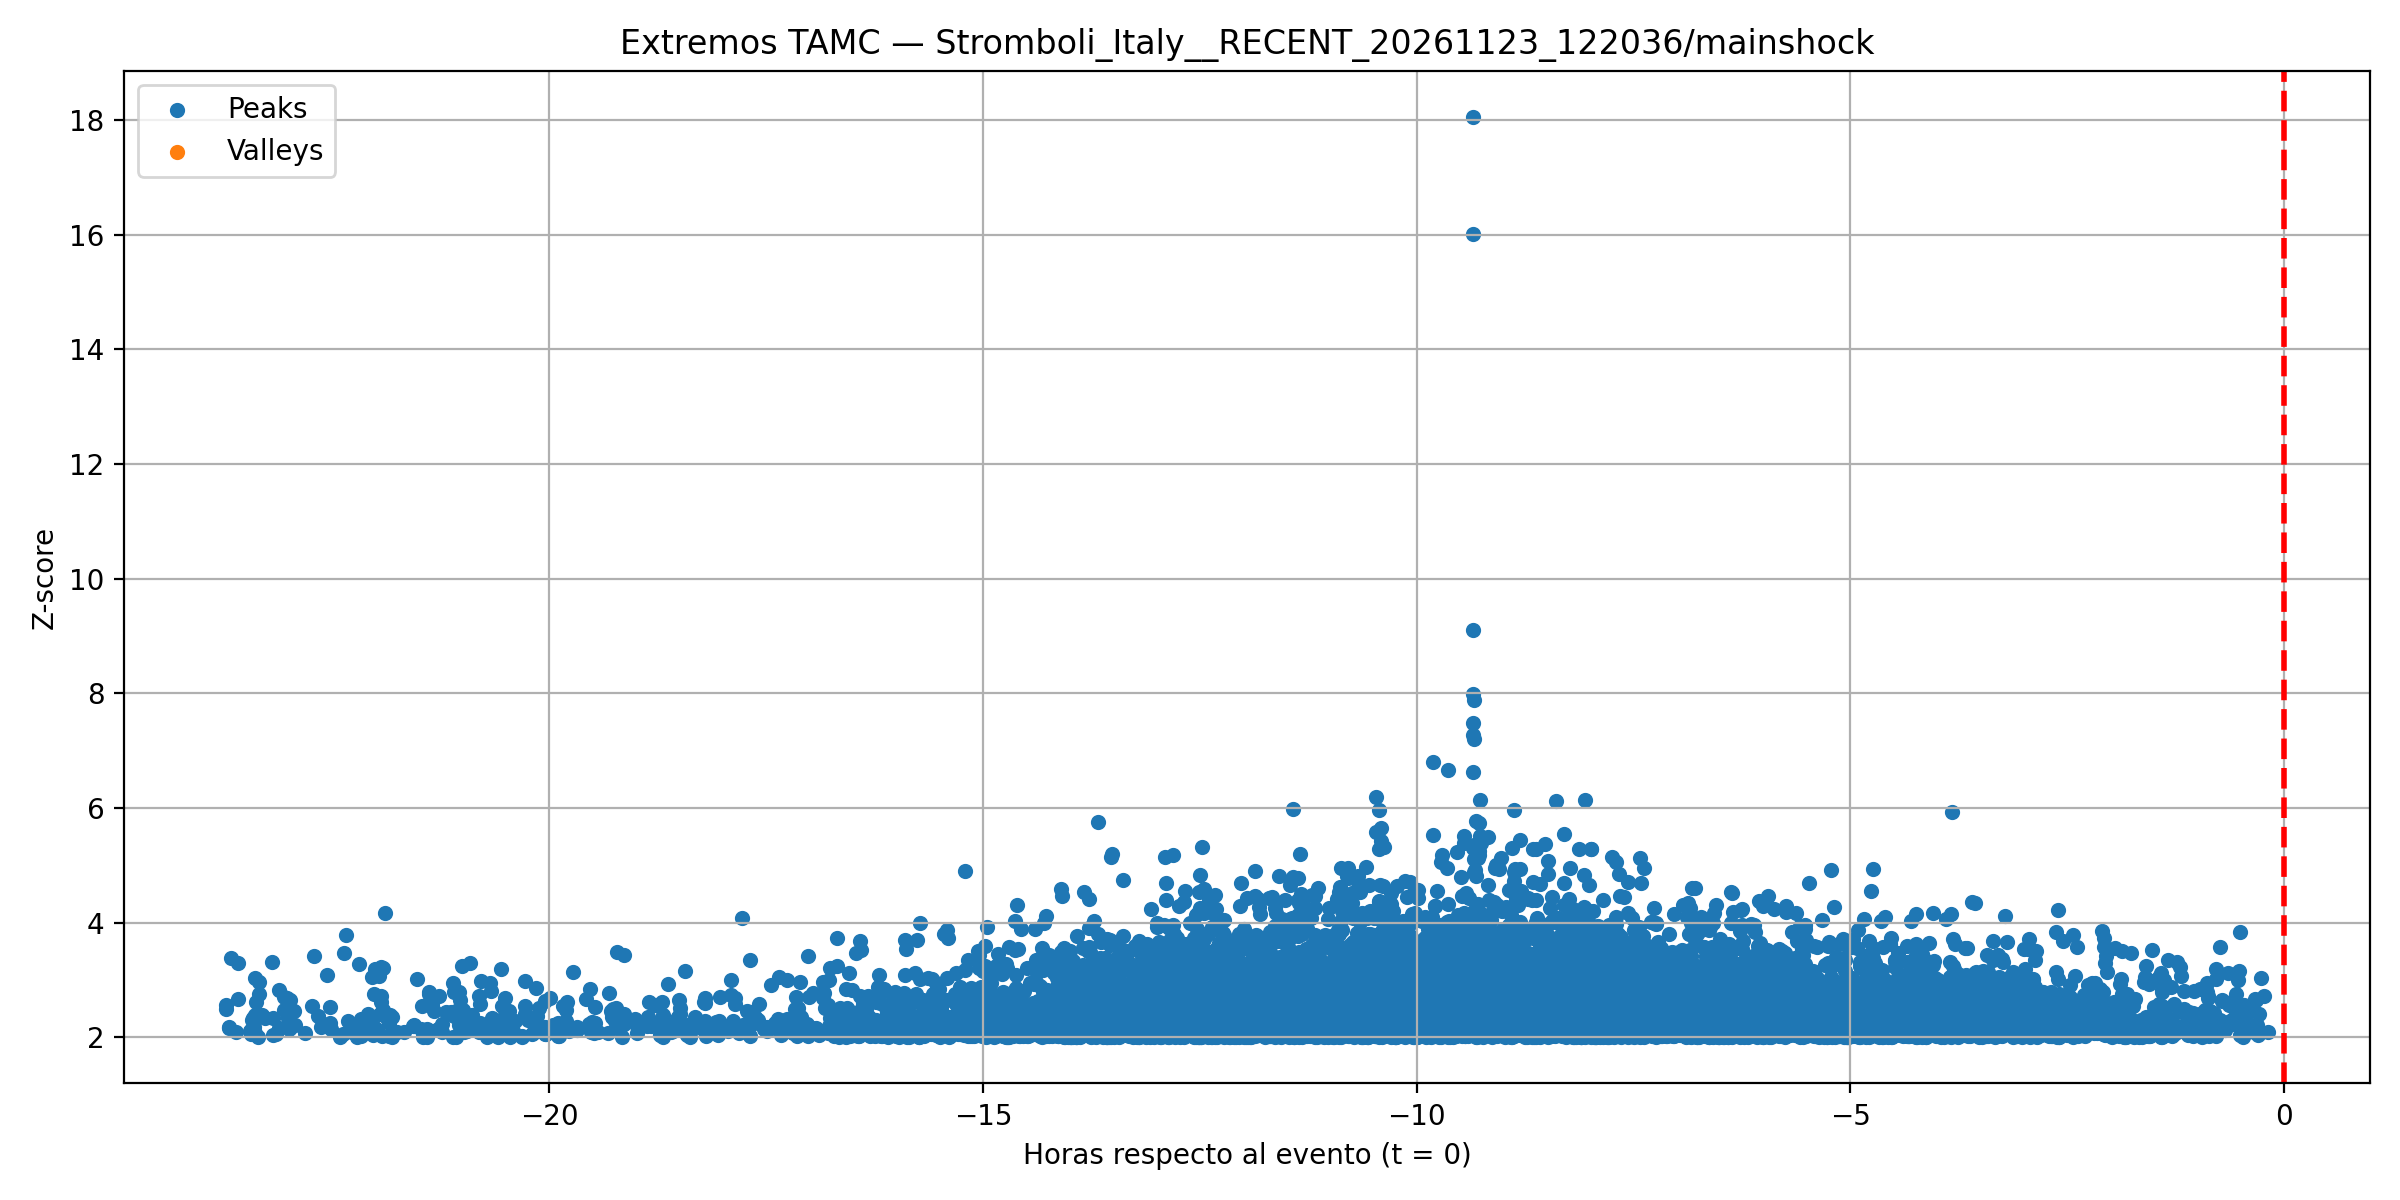 Extremos TAMC — Stromboli_Italy__RECENT_20261123_122036/mainshock
Peaks
Valleys
18
16
14
12
10
8
6
4
2
Z-score
−20
−15
−10
−5
0
Horas respecto al evento (t = 0)